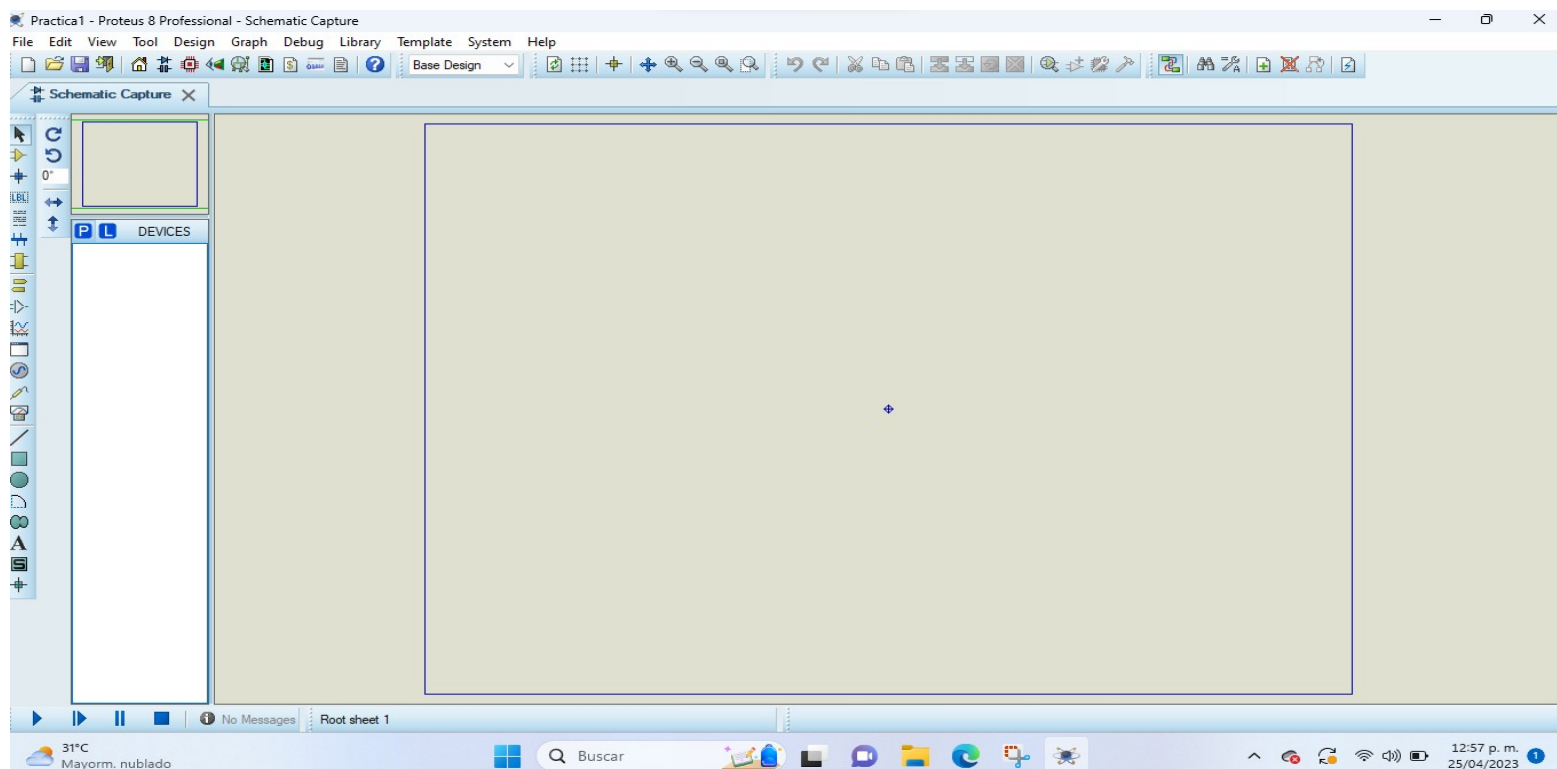 Practica1 - Proteus 8 Professional - Schematic Capture
File Edit View Tool Design Graph Debug Library Template System Help
Base Design
Schematic Capture
0°
LBL
P L DEVICES
A
S
No Messages Root sheet 1
31°C
Mayorm. nublado
Buscar
12:57 p. m.
25/04/2023
1